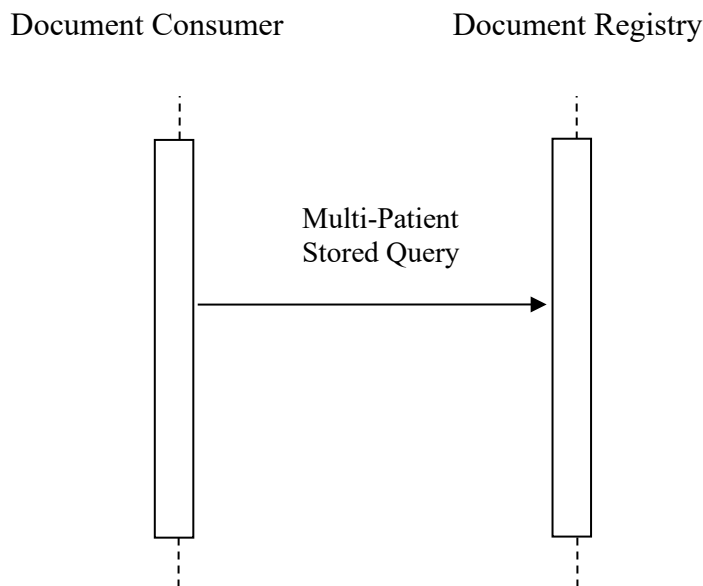 Document Consumer
Document Registry
Multi-Patient
Stored Query